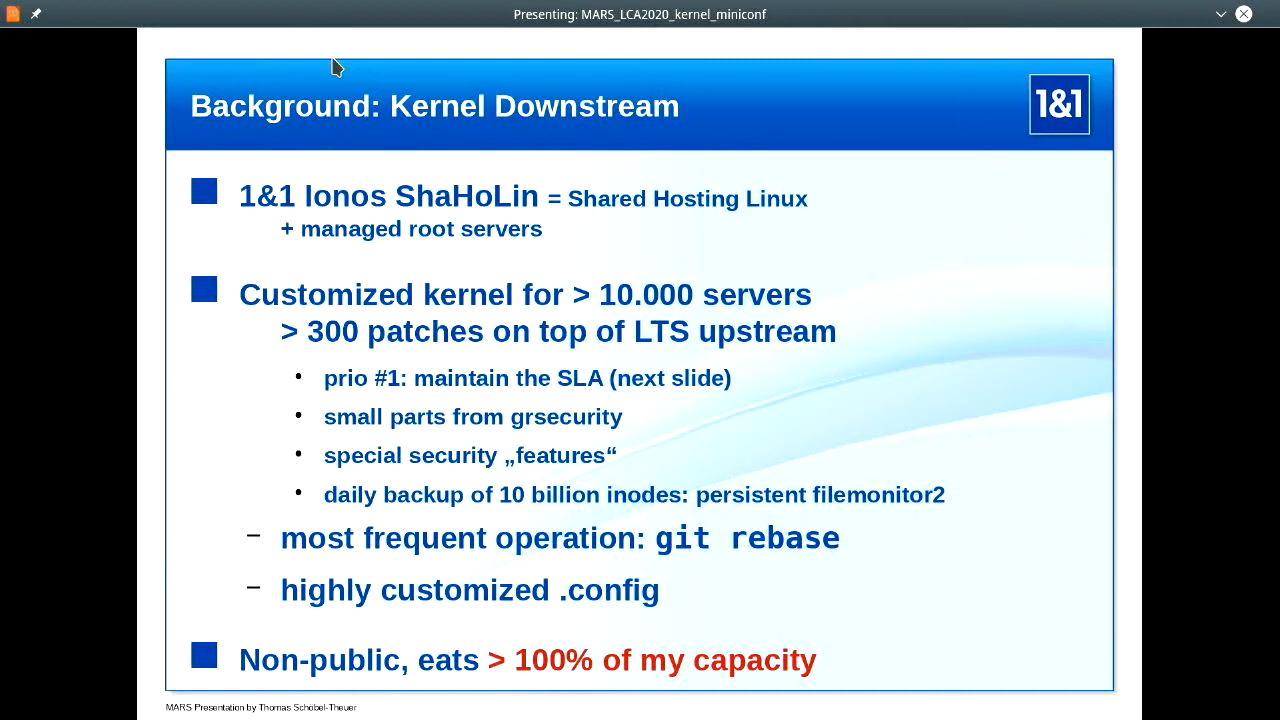 Presenting: MARS_LCA2020_kernel_miniconf
Background: Kernel Downstream
1&1
1&1 Ionos ShaHoLin = Shared Hosting Linux
+ managed root servers
Customized kernel for > 10.000 servers
> 300 patches on top of LTS upstream
• prio #1: maintain the SLA (next slide)
• small parts from grsecurity
• special security „features“
• daily backup of 10 billion inodes: persistent filemonitor2
– most frequent operation: git rebase
– highly customized .config
Non-public, eats > 100% of my capacity
MARS Presentation by Thomas Schöbel-Theuer